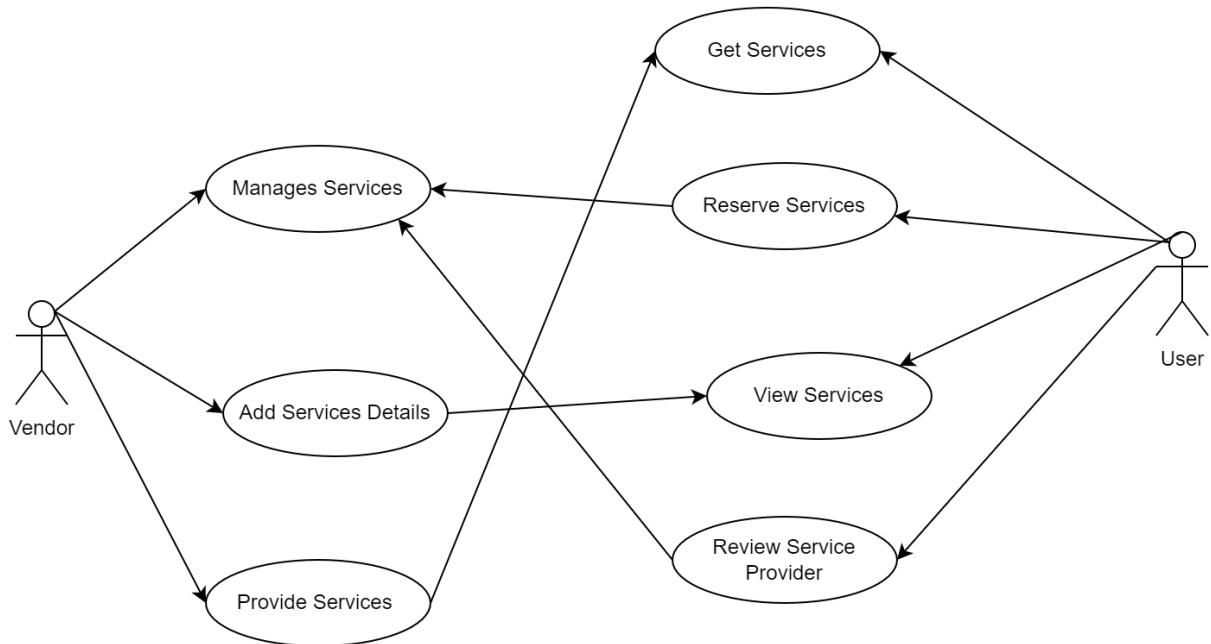 Get Services
Manages Services
Reserve Services
User
Vendor
Add Services Details
View Services
Review Service
Provider
Provide Services